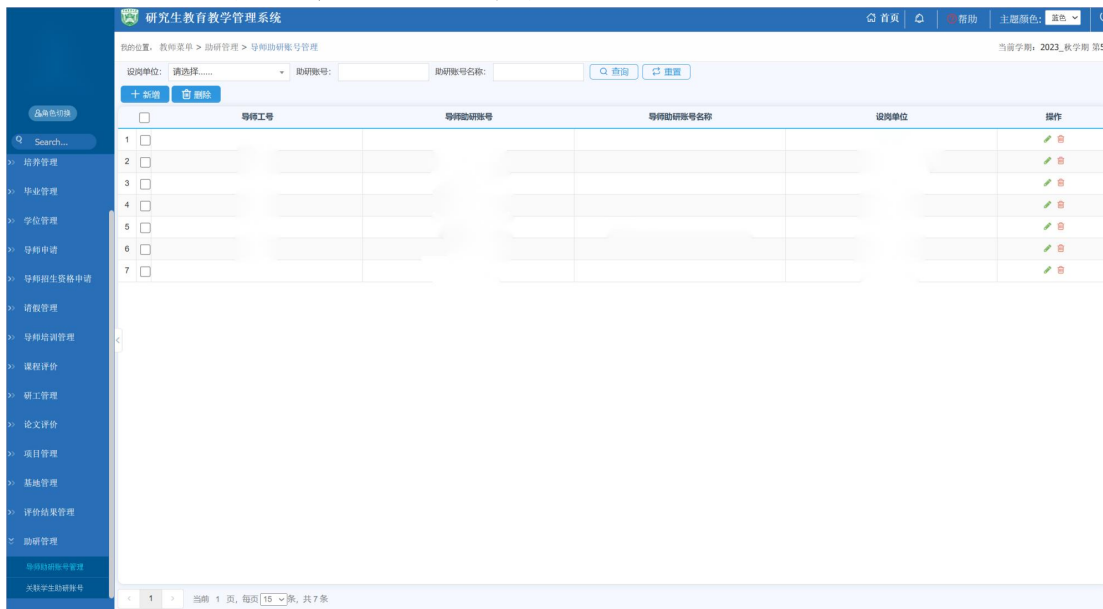 研究生教育教学管理系统
首页
帮助
主题颜色: 蓝色
我的位置: 教师菜单 > 助研管理 > 导师助研账号管理
当前学期: 2023_秋学期 第5
设岗单位: 请选择...... 助研账号: 助研账号名称: 查询 重置
新增 删除
角色切换
Search...
导师工号 导师助研账号 导师助研账号名称 设岗单位 操作
1
2
3
4
5
6
7
培养管理
毕业管理
学位管理
导师申请
导师招生资格申请
请假管理
导师培训管理
课程评价
研工管理
论文评价
项目管理
基地管理
评价结果管理
助研管理
导师助研账号管理
关联学生助研账号
1 当前 1 页, 每页 15 条, 共 7 条